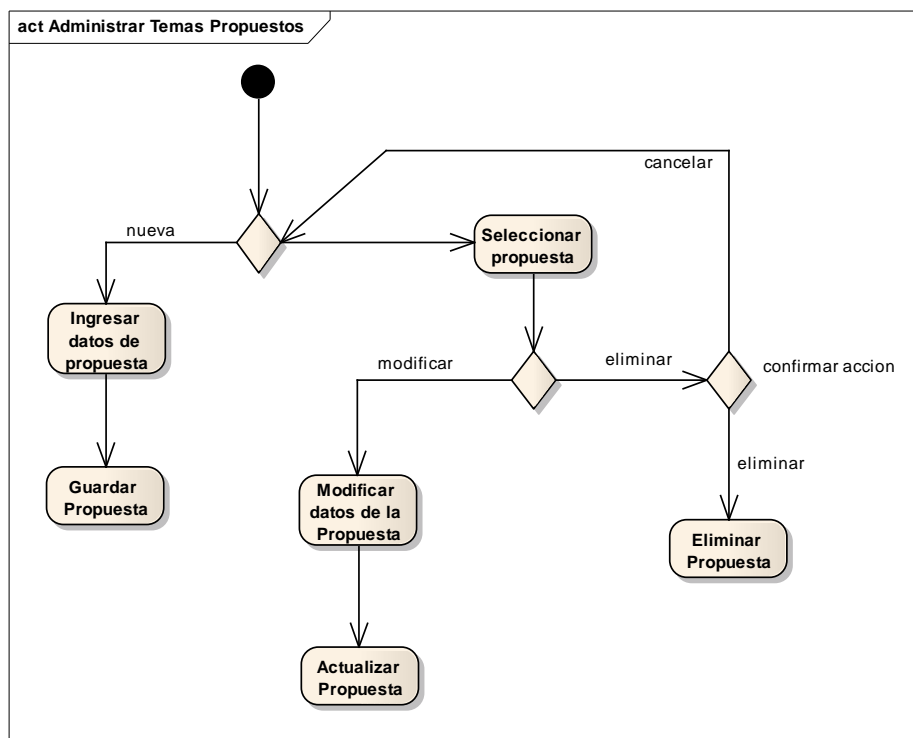 act Administrar Temas Propuestos
cancelar
nueva
Seleccionar
propuesta
Ingresar
datos de
propuesta
modificar
eliminar
confirmar accion
eliminar
Guardar
Propuesta
Modificar
datos de la
Propuesta
Eliminar
Propuesta
Actualizar
Propuesta